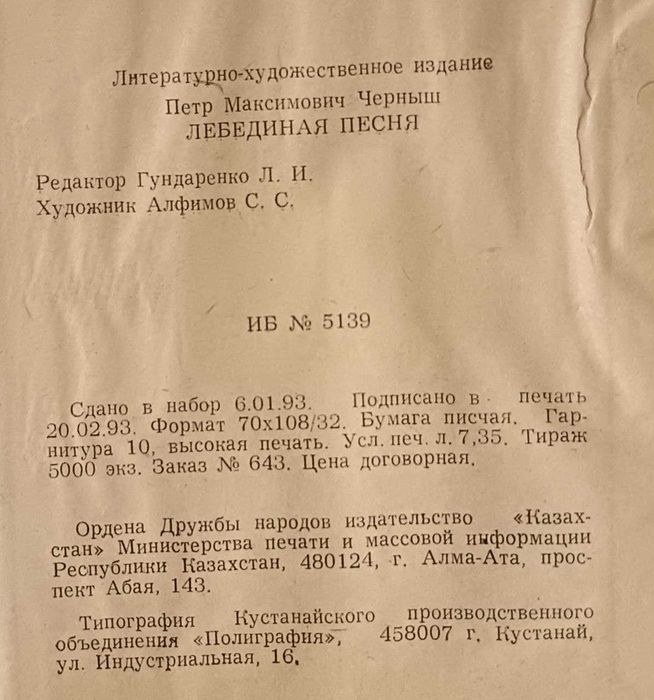 Литературно-художественное издание
Петр Максимович Черныш
ЛЕБЕДИНАЯ ПЕСНЯ
Редактор Гундаренко Л. И.
Художник Алфимов С. С.
ИБ № 5139
Сдано в набор 6.01.93. Подписано в печать
20.02.93. Формат 70х108/32. Бумага писчая. Гар-
нитура 10, высокая печать. Усл. печ. л. 7,35. Тираж
5000 экз. Заказ № 643. Цена договорная.
Ордена Дружбы народов издательство «Казах-
стан» Министерства печати и массовой информации
Республики Казахстан, 480124, г. Алма-Ата, прос-
пект Абая, 143.
Типография Кустанайского производственного
объединения «Полиграфия», 458007 г. Кустанай,
ул. Индустриальная, 16.